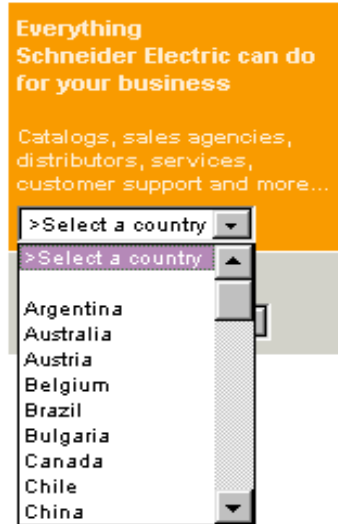 Everything
Schneider Electric can do
for your business
Catalogs, sales agencies,
distributors, services,
customer support and more...
>Select a country
>Select a country
Argentina
Australia
Austria
Belgium
Brazil
Bulgaria
Canada
Chile
China